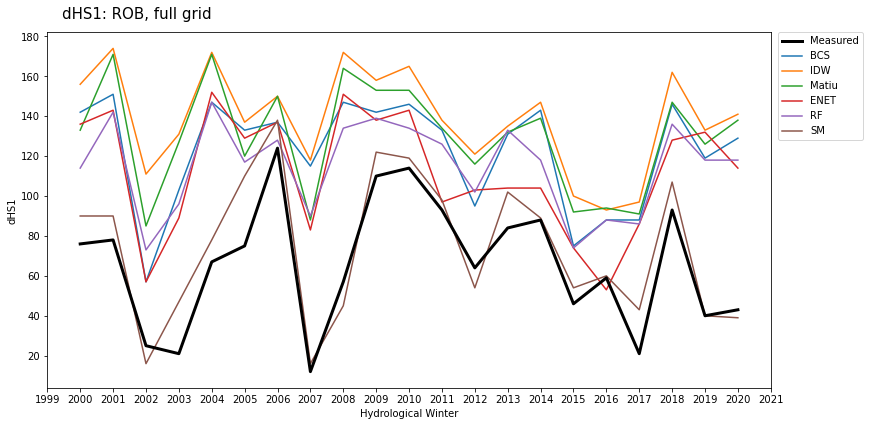 dHS1: ROB, full grid
180
160
140
120
100
80
60
40
20
dHS1
1999 2000 2001 2002 2003 2004 2005 2006 2007 2008 2009 2010 2011 2012 2013 2014 2015 2016 2017 2018 2019 2020 2021
Hydrological Winter
Measured
BCS
IDW
Matiu
ENET
RF
SM